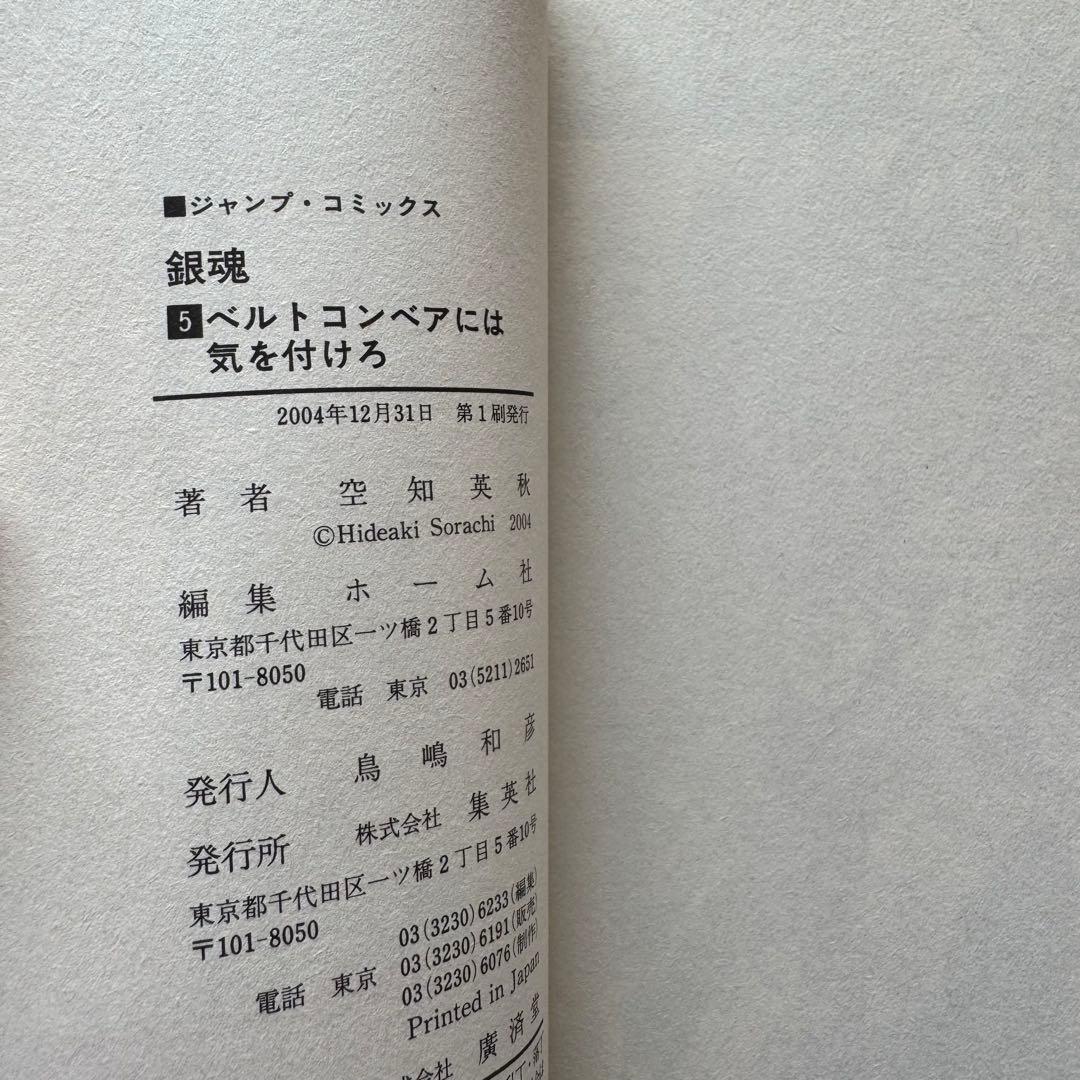 ■ジャンプ・コミックス
銀魂
5 ベルトコンベアには
気を付けろ
2004年12月31日 第1刷発行
著者 空知英秋
©Hideaki Sorachi 2004
編集 ホーム社
東京都千代田区一ツ橋2丁目5番10号
〒101-8050
電話 東京 03(5211)2651
発行人 鳥嶋和彦
発行所 株式会社 集英社
東京都千代田区一ツ橋2丁目5番10号
〒101-8050
03(3230)6233(編集)
電話 東京 03(3230)6191(販売)
03(3230)6076(制作)
Printed in Japan
式会社 廣済堂